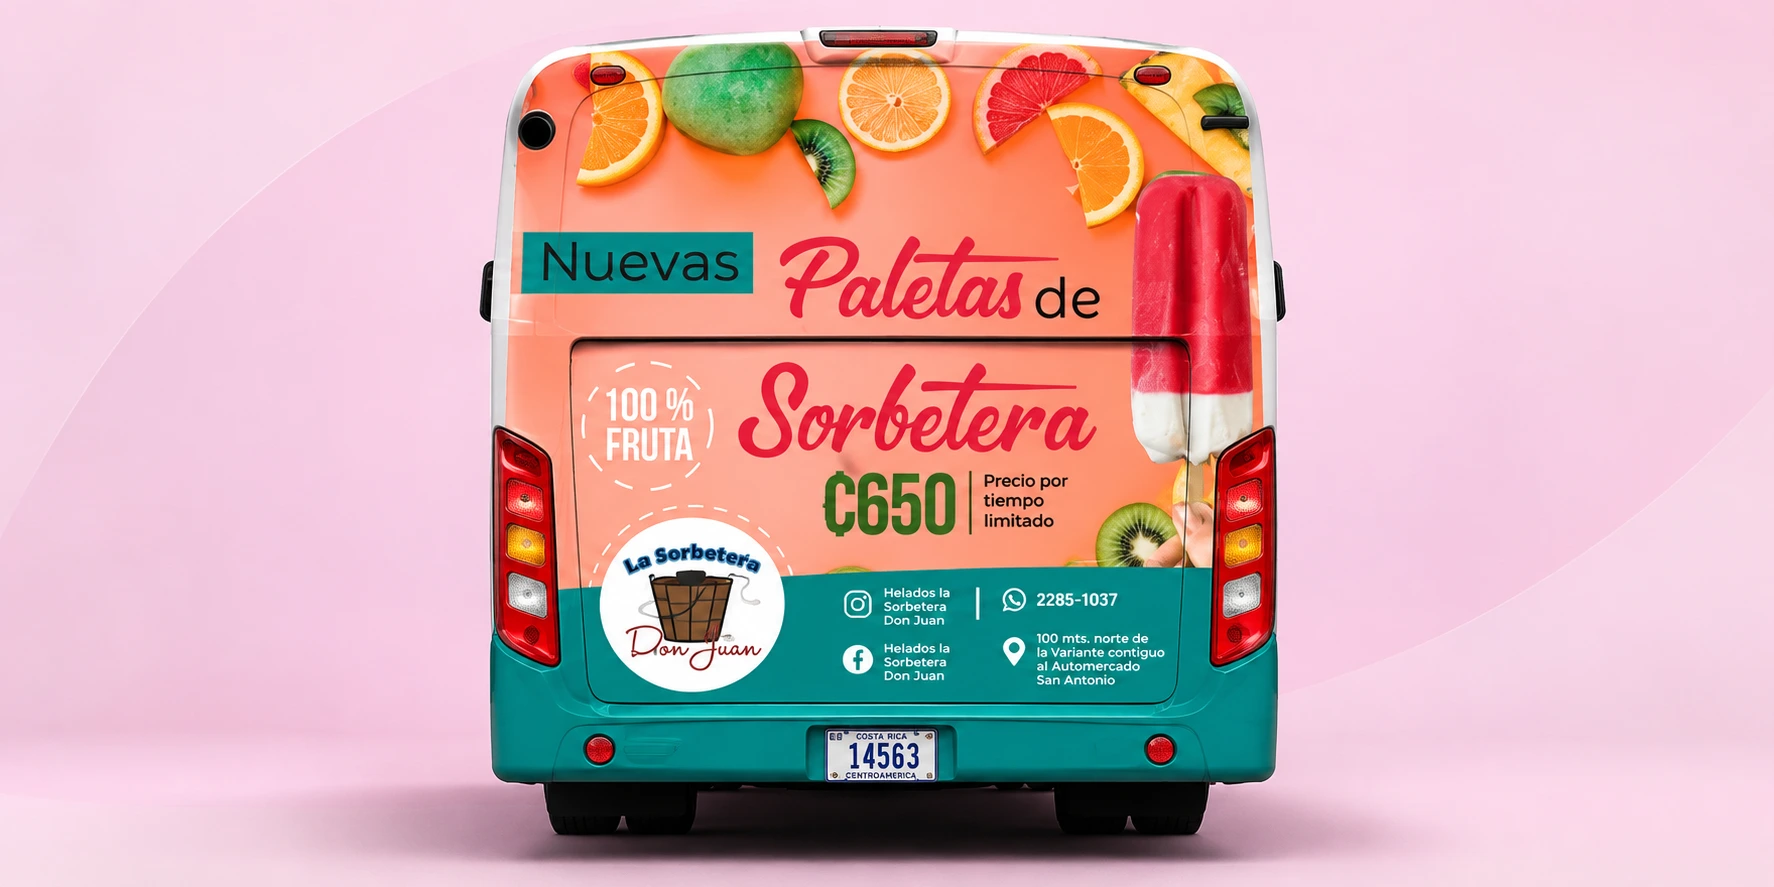 Nuevas
Paletas de
Sorbetera
100 %
FRUTA
₡650
Precio por
tiempo
limitado
La Sorbetera
Don Juan
Helados la
Sorbetera
Don Juan
2285-1037
Helados la
Sorbetera
Don Juan
100 mts. norte de
la Variante contiguo
al Automercado
San Antonio
COSTA RICA
14563
CENTROAMERICA